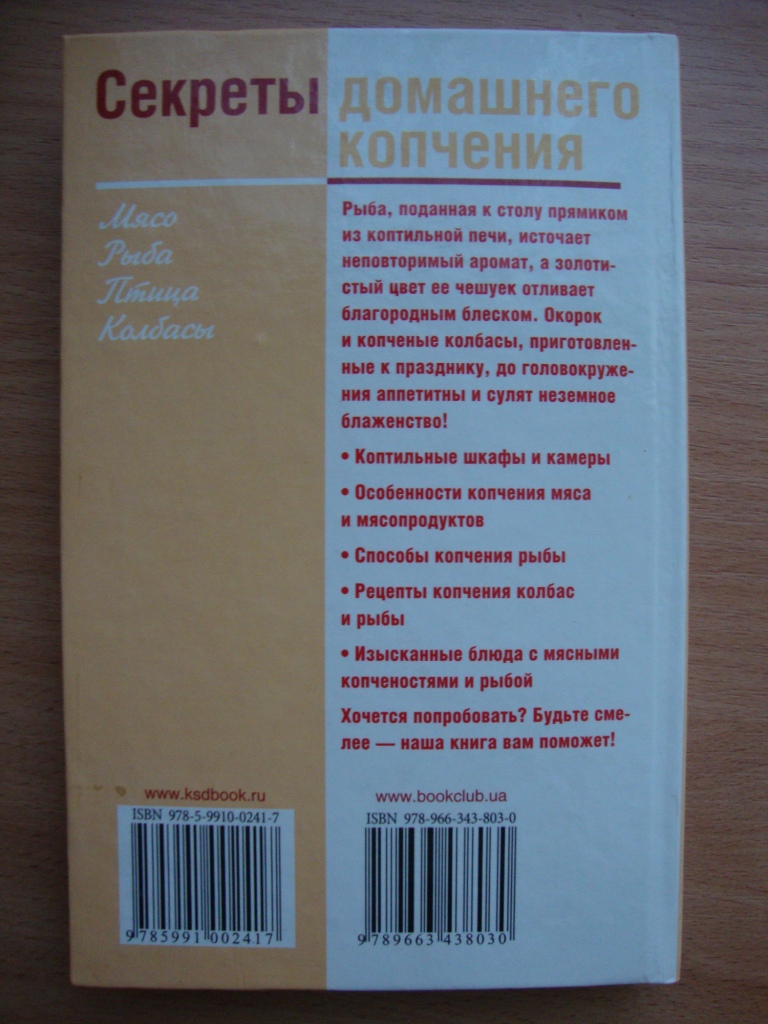 Секреты домашнего
копчения
Мясо
Рыба
Птица
Колбасы
Рыба, поданная к столу прямиком
из коптильной печи, источает
неповторимый аромат, а золоти-
стый цвет ее чешуек отливает
благородным блеском. Окорок
и копченые колбасы, приготовлен-
ные к празднику, до головокруже-
ния аппетитны и сулят неземное
блаженство!
• Коптильные шкафы и камеры
• Особенности копчения мяса
и мясопродуктов
• Способы копчения рыбы
• Рецепты копчения колбас
и рыбы
• Изысканные блюда с мясными
копченостями и рыбой
Хочется попробовать? Будьте сме-
лее — наша книга вам поможет!
www.ksdbook.ru
ISBN 978-5-9910-0241-7
9 785991 002417
www.bookclub.ua
ISBN 978-966-343-803-0
9 789663 438030